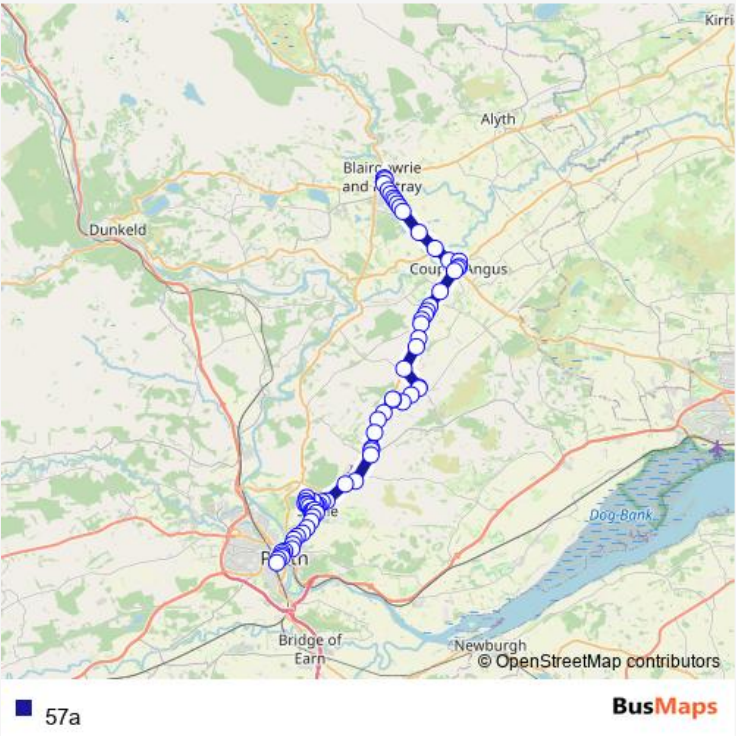 Kirri
Alyth
Blairgowrie
and Rattray
Dunkeld
Coupar Angus
Dog Bank
Perth
Bridge of
Earn
Newburgh
© OpenStreetMap contributors
57a
BusMaps